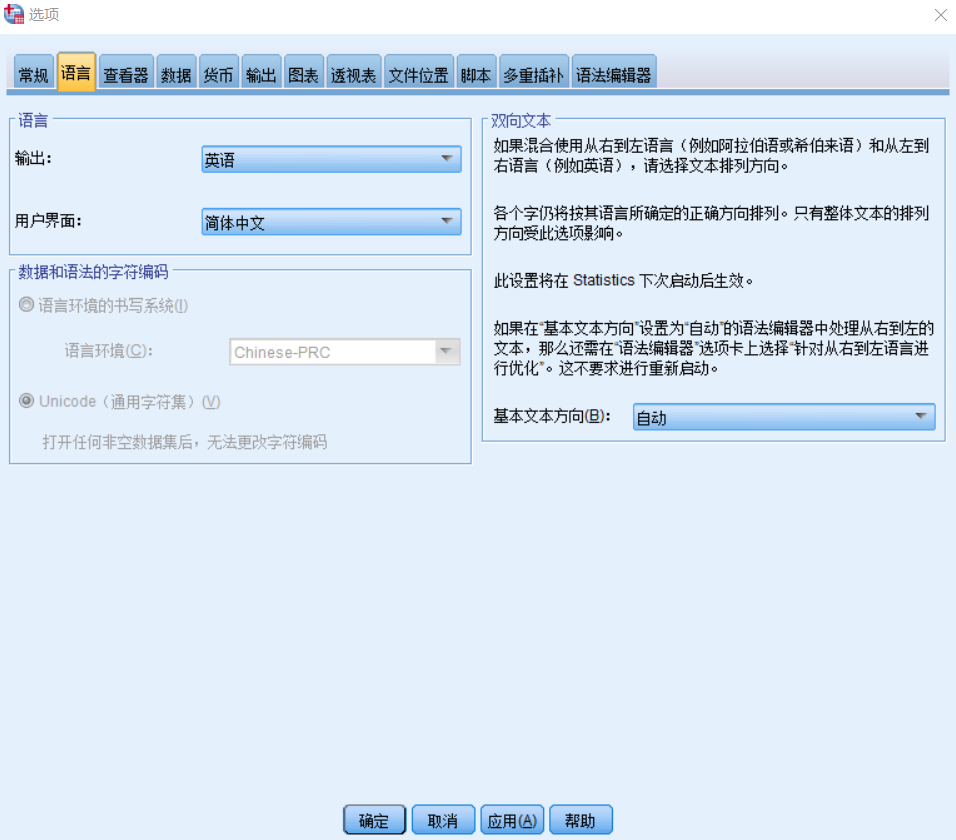 选项
常规 语言 查看器 数据 货币 输出 图表 透视表 文件位置 脚本 多重插补 语法编辑器
语言
输出：
英语
用户界面：
简体中文
数据和语法的字符编码
语言环境的书写系统(I)
语言环境(C)：
Chinese-PRC
Unicode（通用字符集）(V)
打开任何非空数据集后，无法更改字符编码
双向文本
如果混合使用从右到左语言（例如阿拉伯语或希伯来语）和从左到
右语言（例如英语），请选择文本排列方向。
各个字仍将按其语言所确定的正确方向排列。只有整体文本的排列
方向受此选项影响。
此设置将在 Statistics 下次启动后生效。
如果在“基本文本方向”设置为“自动”的语法编辑器中处理从右到左的
文本，那么还需在“语法编辑器”选项卡上选择“针对从右到左语言进
行优化”。这不要求进行重新启动。
基本文本方向(B)：
自动
确定 取消 应用(A) 帮助